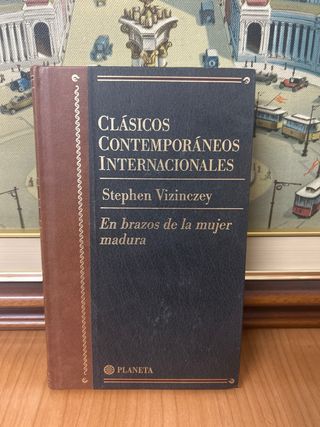 CLÁSICOS
CONTEMPORÁNEOS
INTERNACIONALES
Stephen Vizinczey
En brazos de la mujer
madura
PLANETA